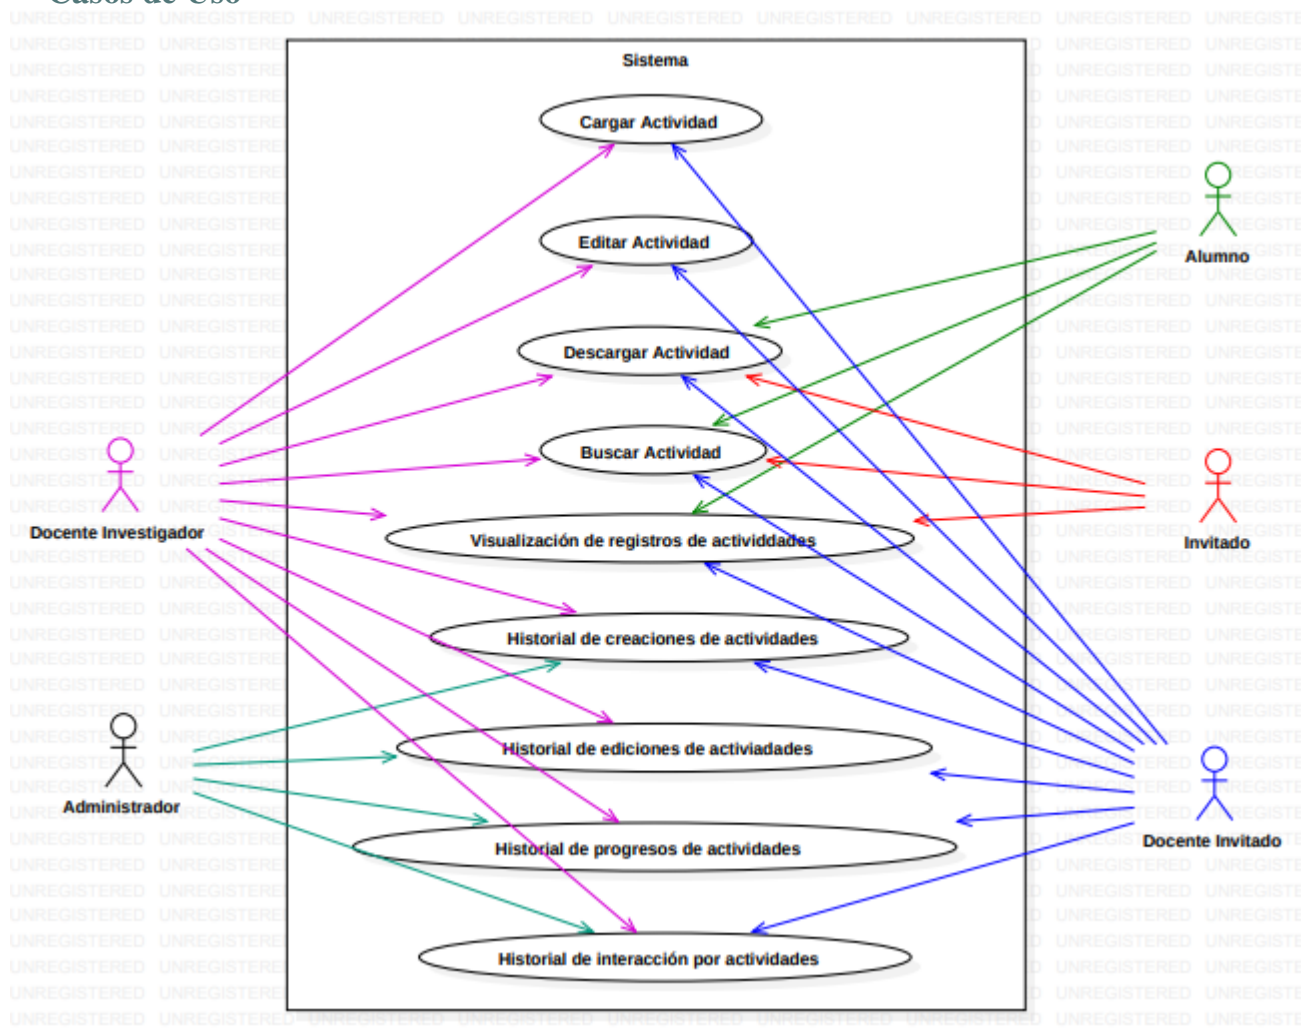 Casos de Uso
Sistema
Cargar Actividad
Editar Actividad
Alumno
Descargar Actividad
Buscar Actividad
Docente Investigador
Visualización de registros de actividdades
Invitado
Historial de creaciones de actividades
Historial de ediciones de activiadades
Administrador
Historial de progresos de actividades
Docente Invitado
Historial de interacción por actividades
UNREGISTERED